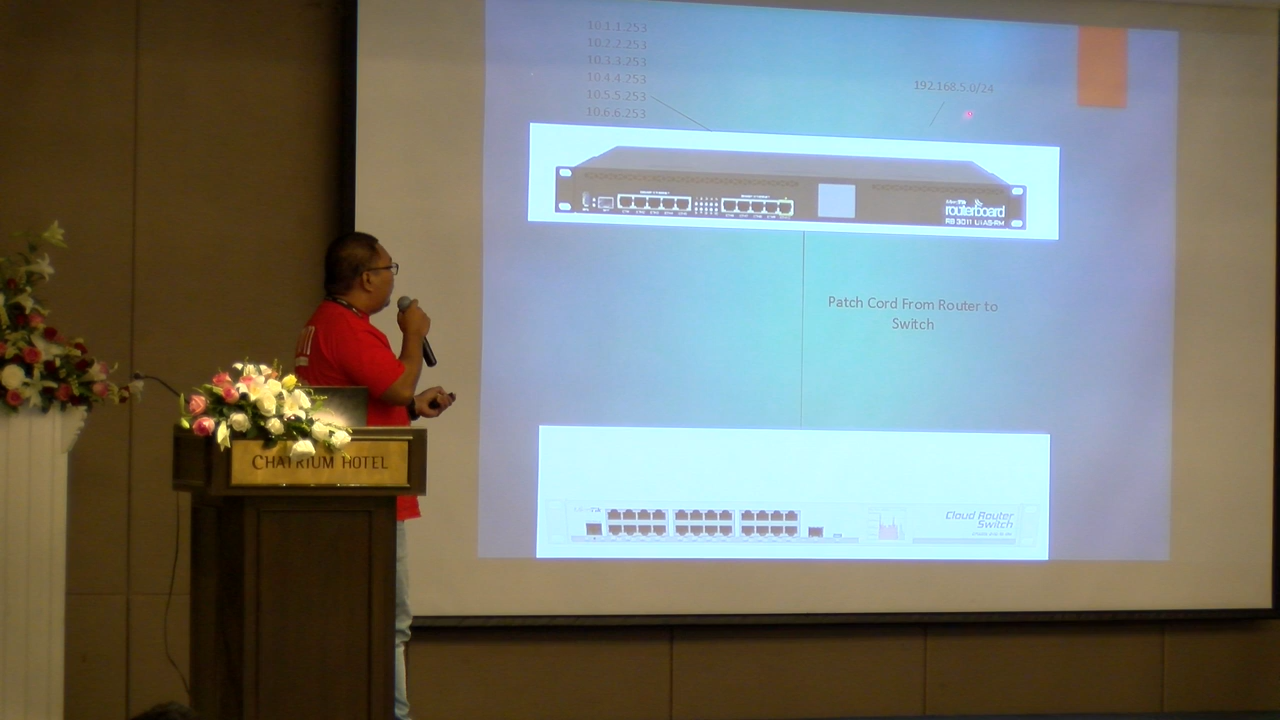 10.1.1.253
10.2.2.253
10.3.3.253
10.4.4.253
10.5.5.253
10.6.6.253
192.168.5.0/24
routerboard
RB 3011 UiAS-RM
Patch Cord From Router to
Switch
Cloud Router
Switch
CHATRIUM HOTEL